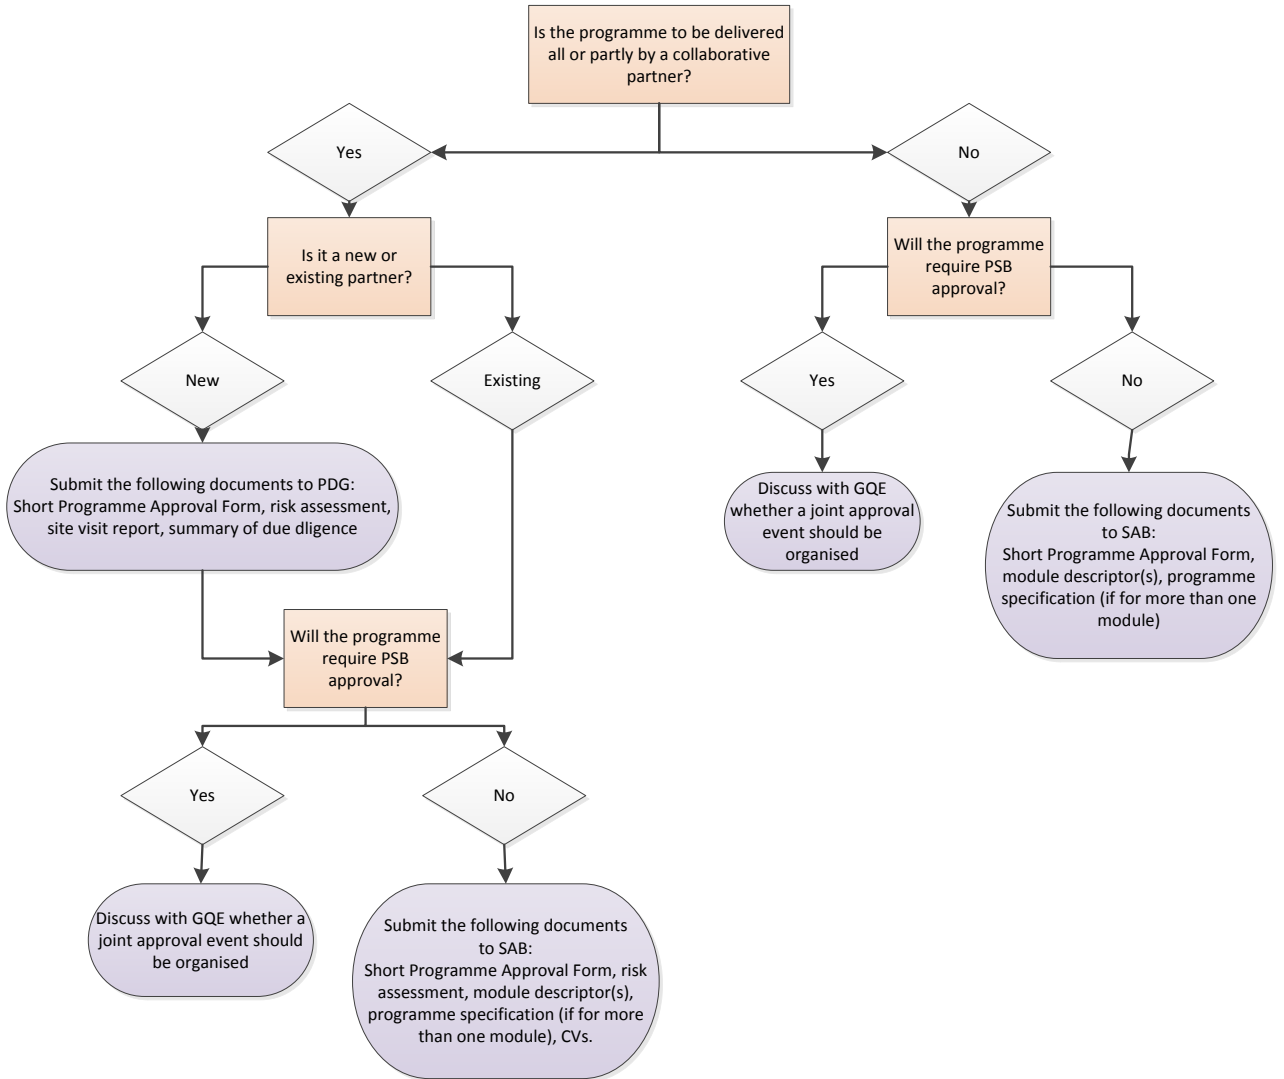 Is the programme to be delivered
all or partly by a collaborative
partner?
Yes
No
Is it a new or
existing partner?
Will the programme
require PSB
approval?
New
Existing
Yes
No
Submit the following documents to PDG:
Short Programme Approval Form, risk assessment,
site visit report, summary of due dligence
Discuss with GQE
whether a joint approval
event should be
organised
Submit the following documents
to SAB:
Short Programme Approval Form,
module descriptor(s), programme
specification (if for more than one
module)
Will the programme
require PSB
approval?
Yes
No
Discuss with GQE whether a
joint approval event should
be organised
Submit the following documents
to SAB:
Short Programme Approval Form, risk
assessment, module descriptor(s),
programme specification (if for more
than one module), CVs.